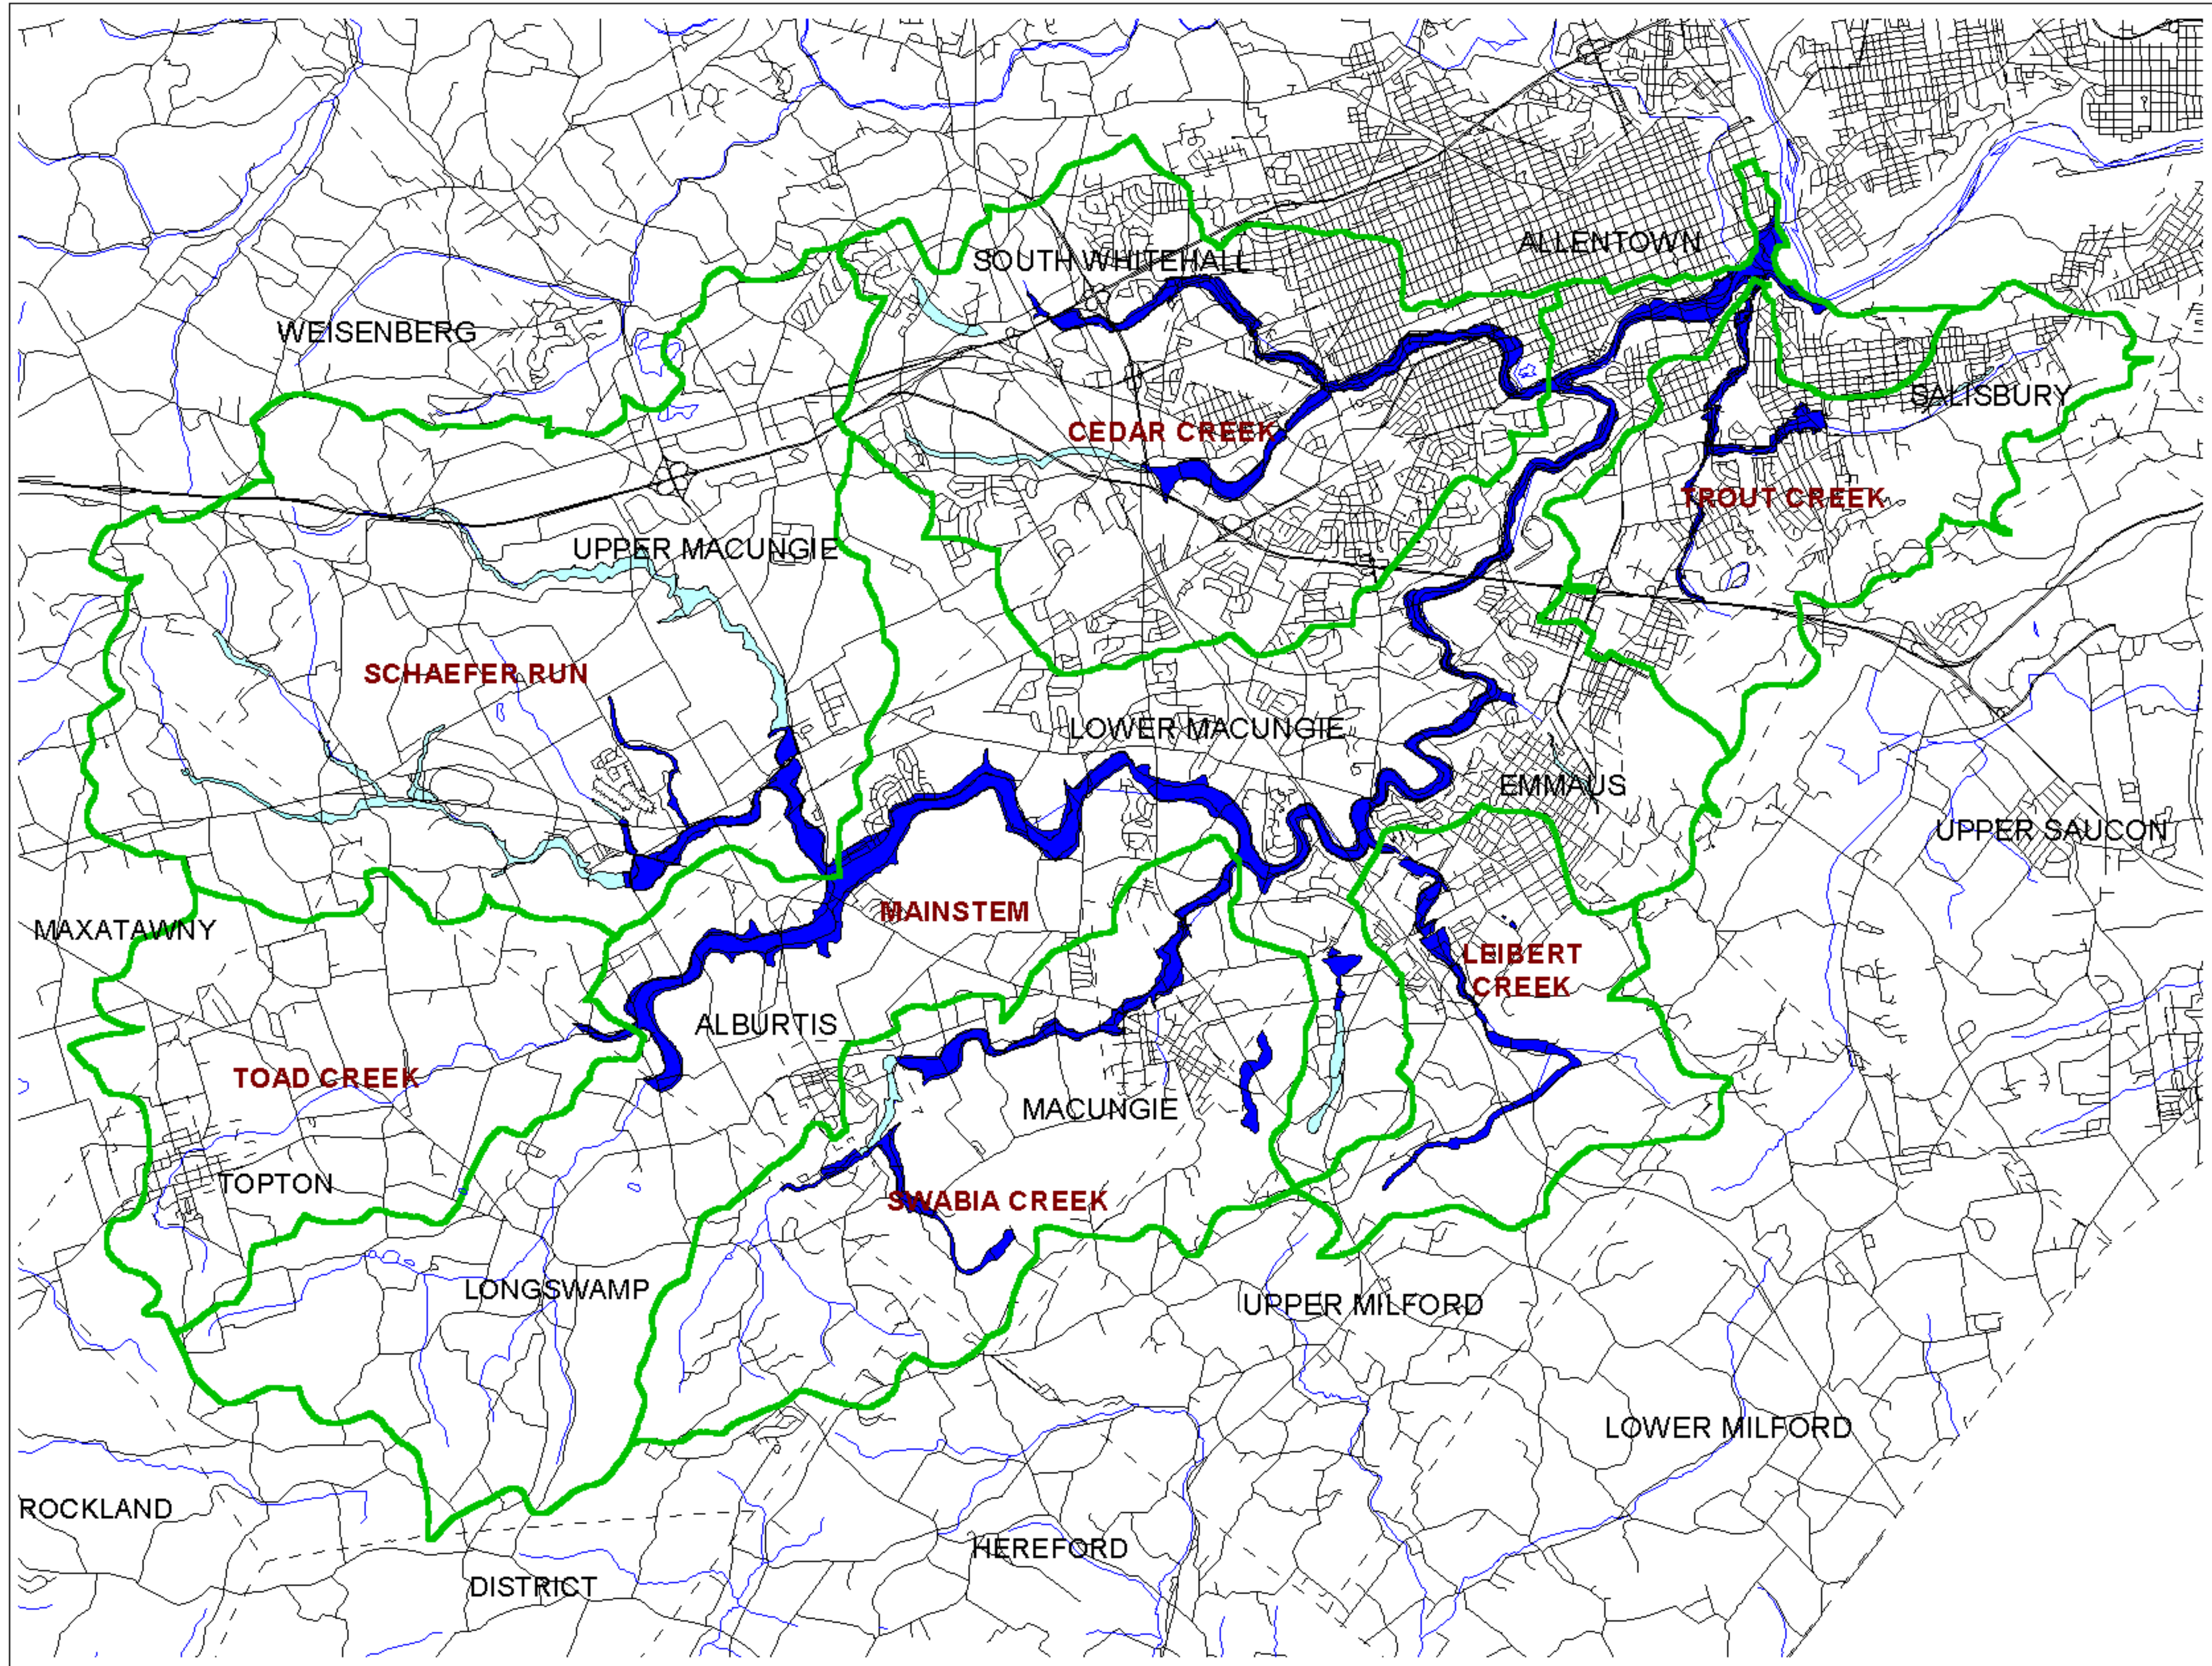 ALLENTOWN
SOUTH WHITEHALL
WEISENBERG
SALISBURY
CEDAR CREEK
TROUT CREEK
UPPER MACUNGIE
SCHAEFER RUN
LOWER MACUNGIE
EMMAUS
UPPER SAUCON
MAINSTEM
MAXATAWNY
LEIBERT
CREEK
ALBURTIS
TOAD CREEK
MACUNGIE
TOPTON
SWABIA CREEK
LONGSWAMP
UPPER MILFORD
LOWER MILFORD
ROCKLAND
HEREFORD
DISTRICT